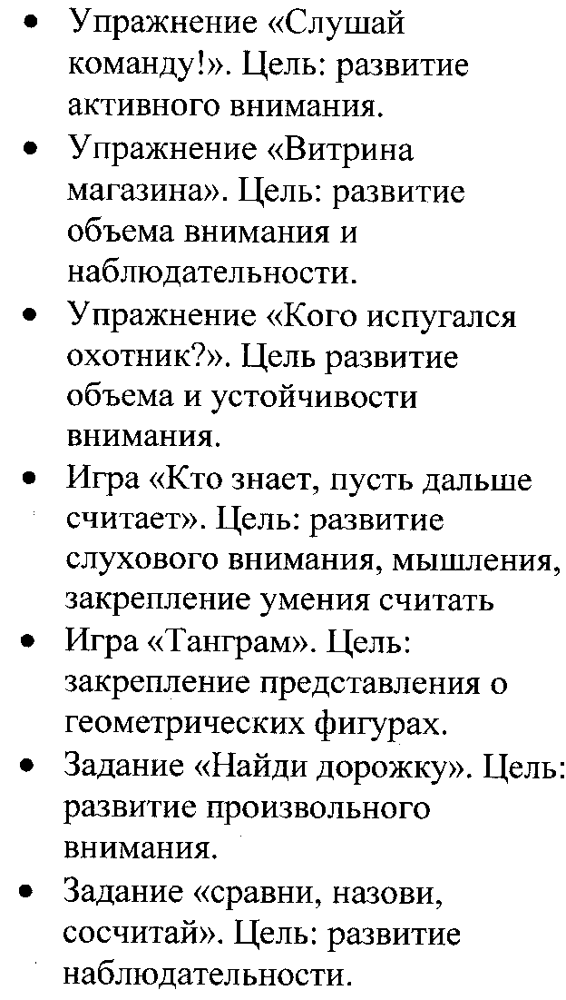 • Упражнение «Слушай
команду!». Цель: развитие
активного внимания.
• Упражнение «Витрина
магазина». Цель: развитие
объема внимания и
наблюдательности.
• Упражнение «Кого испугался
охотник?». Цель развитие
объема и устойчивости
внимания.
• Игра «Кто знает, пусть дальше
считает». Цель: развитие
слухового внимания, мышления,
закрепление умения считать
• Игра «Танграм». Цель:
закрепление представления о
геометрических фигурах.
• Задание «Найди дорожку». Цель:
развитие произвольного
внимания.
• Задание «сравни, назови,
сосчитай». Цель: развитие
наблюдательности.